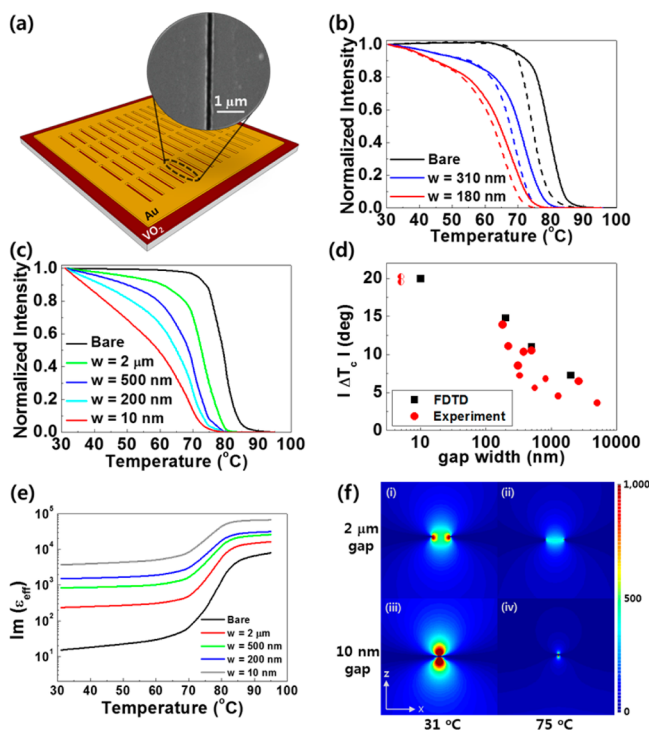 (a)
1 μm
Au
VO2
(b)
Normalized Intensity
1.0
0.8
0.6
0.4
0.2
0.0
Bare
w = 310 nm
w = 180 nm
30 40 50 60 70 80 90 100
Temperature (°C)
(c)
Normalized Intensity
1.0
0.8
0.6
0.4
0.2
0.0
Bare
w = 2 μm
w = 500 nm
w = 200 nm
w = 10 nm
30 40 50 60 70 80 90 100
Temperature (°C)
(d)
I ΔTc I (deg)
20
15
10
5
0
FDTD
Experiment
10 100 1000 10000
gap width (nm)
(e)
Im (εeff)
10^5
10^4
10^3
10^2
10^1
Bare
w = 2 μm
w = 500 nm
w = 200 nm
w = 10 nm
30 40 50 60 70 80 90 100
Temperature (°C)
(f)
(i)
(ii)
2 μm
gap
(iii)
(iv)
10 nm
gap
z
x
31 °C
75 °C
1,000
500
0